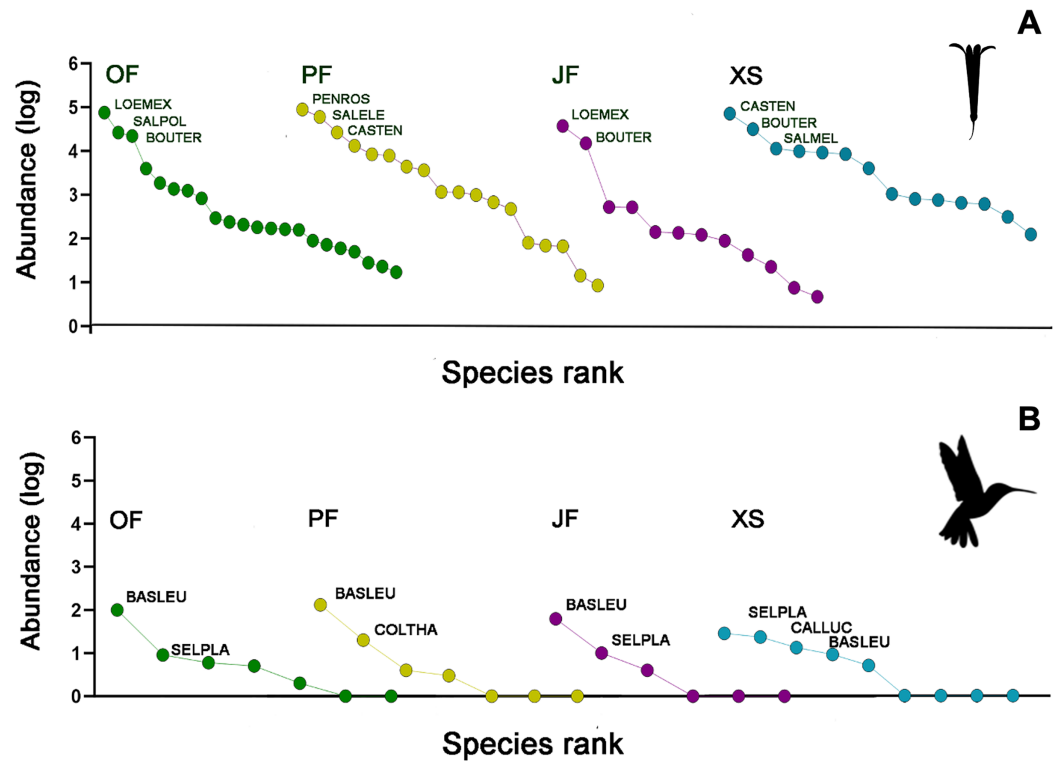 A
OF PF JF XS
LOEMEX
SALPOL
BOUTER
PENROS
SALELE
CASTEN
LOEMEX
BOUTER
CASTEN
BOUTER
SALMEL
6
5
4
3
2
1
0
Abundance (log)
Species rank
B
OF PF JF XS
BASLEU
SELPLA
BASLEU
COLTHA
BASLEU
SELPLA
SELPLA
CALLUC
BASLEU
6
5
4
3
2
1
0
Abundance (log)
Species rank